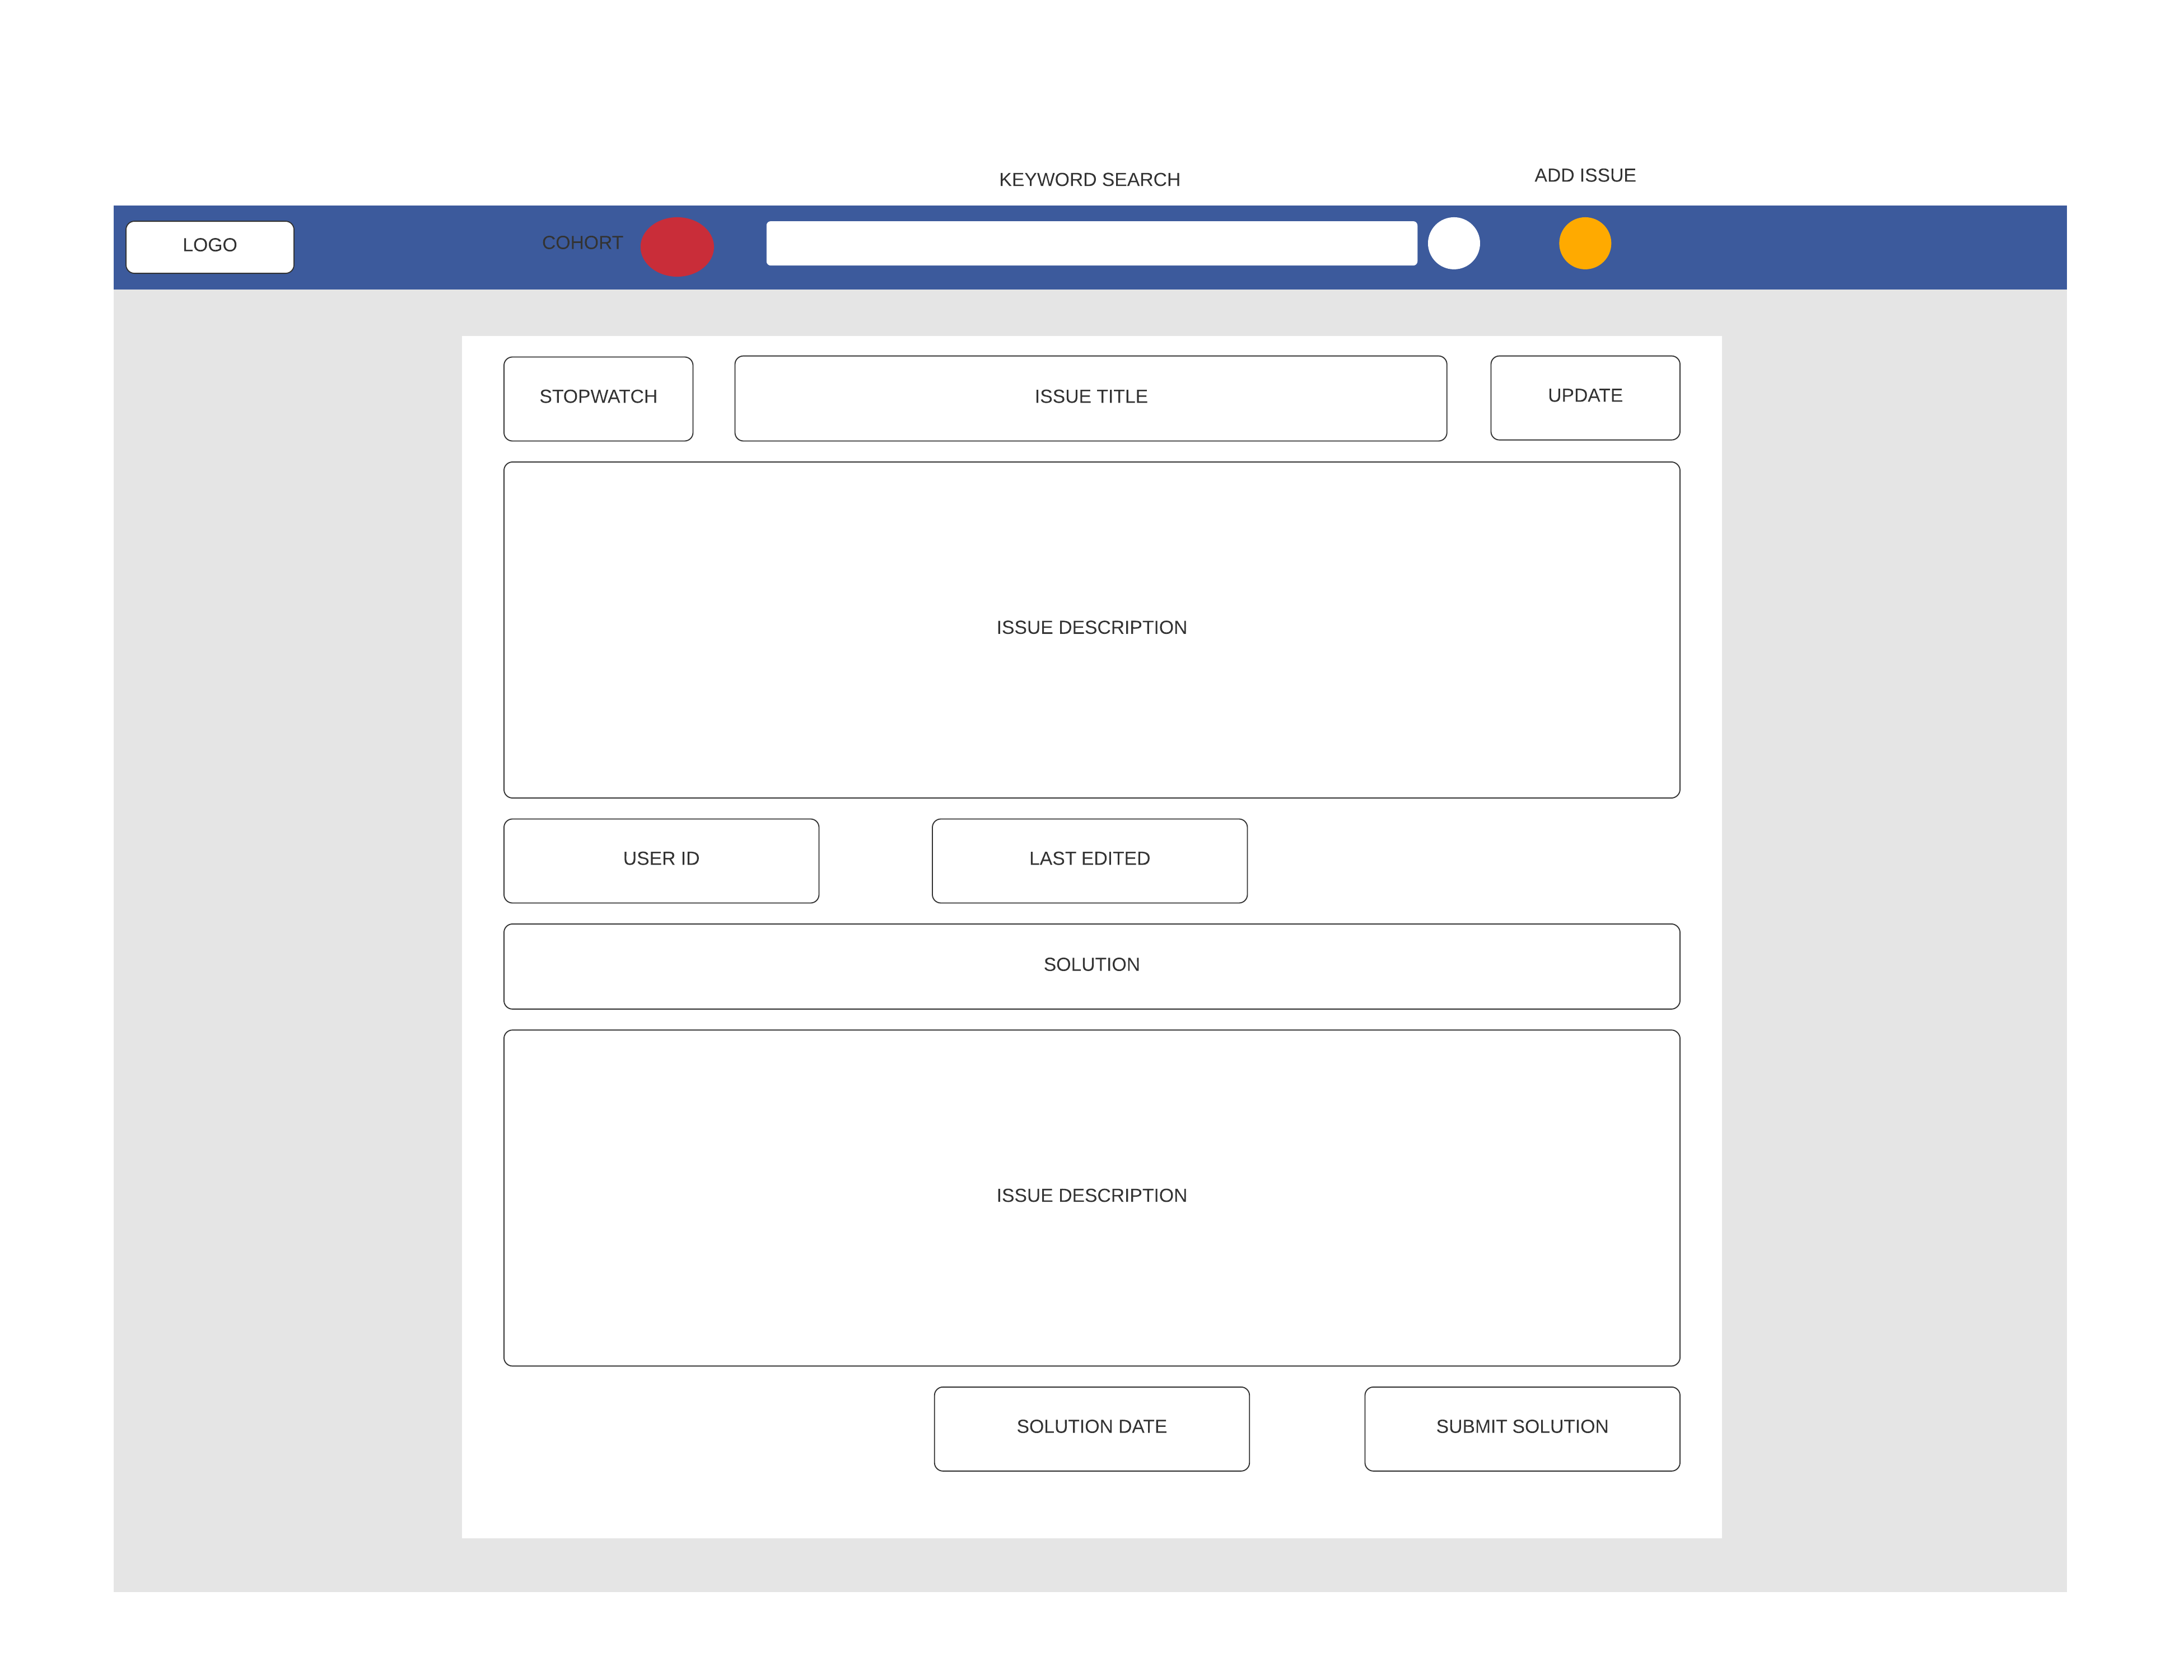 KEYWORD SEARCH
ADD ISSUE
LOGO
COHORT
STOPWATCH
ISSUE TITLE
UPDATE
ISSUE DESCRIPTION
USER ID
LAST EDITED
SOLUTION
ISSUE DESCRIPTION
SOLUTION DATE
SUBMIT SOLUTION